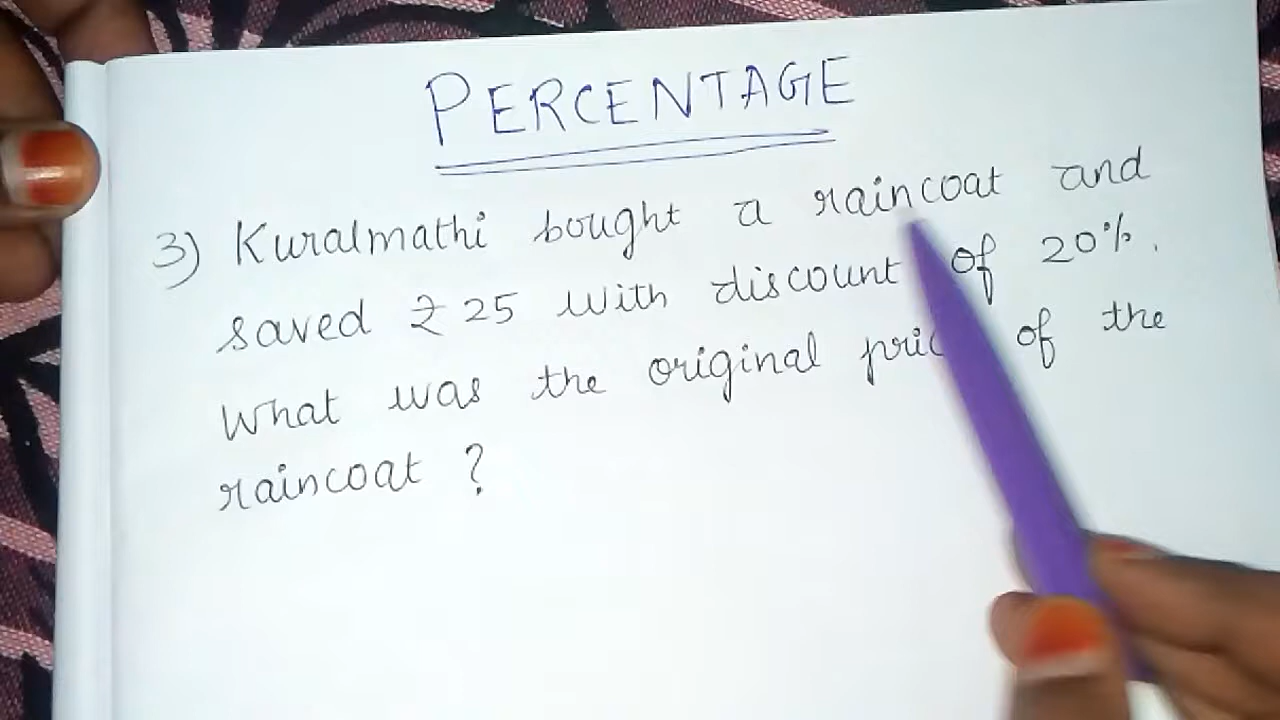 PERCENTAGE
3) Kuralmathi bought a raincoat and
saved ₹ 25 with discount of 20%.
What was the original of the
raincoat ?